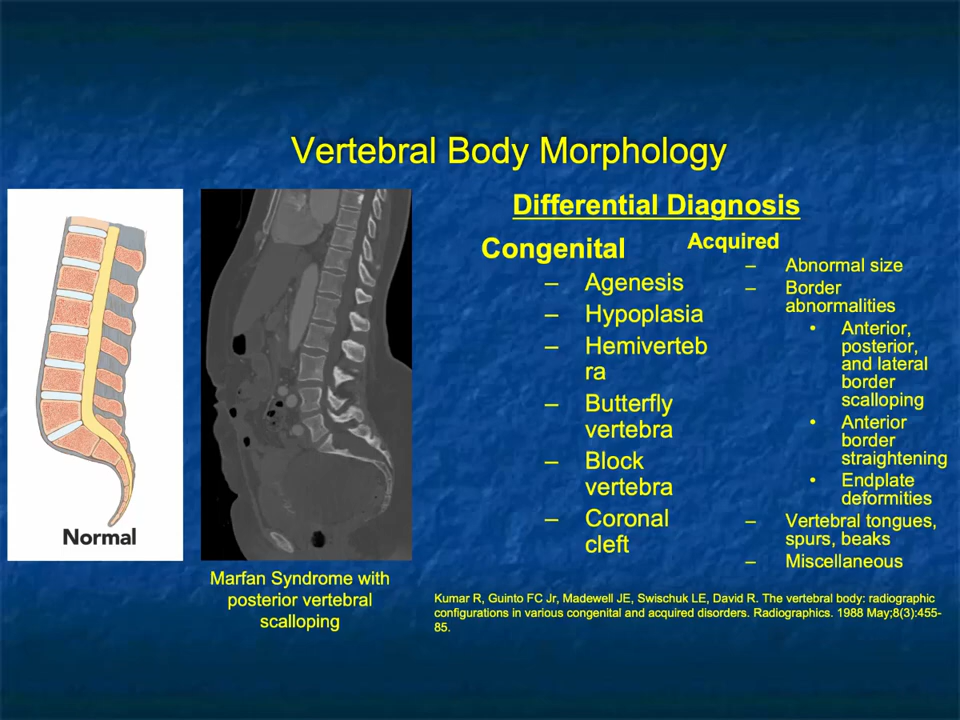 Vertebral Body Morphology
Differential Diagnosis
Congenital
– Agenesis
– Hypoplasia
– Hemiverteb
ra
– Butterfly
vertebra
– Block
vertebra
– Coronal
cleft
Acquired
– Abnormal size
– Border
abnormalities
• Anterior,
posterior,
and lateral
border
scalloping
• Anterior
border
straightening
• Endplate
deformities
– Vertebral tongues,
spurs, beaks
– Miscellaneous
Normal
Marfan Syndrome with
posterior vertebral
scalloping
Kumar R, Guinto FC Jr, Madewell JE, Swischuk LE, David R. The vertebral body: radiographic
configurations in various congenital and acquired disorders. Radiographics. 1988 May;8(3):455-
85.